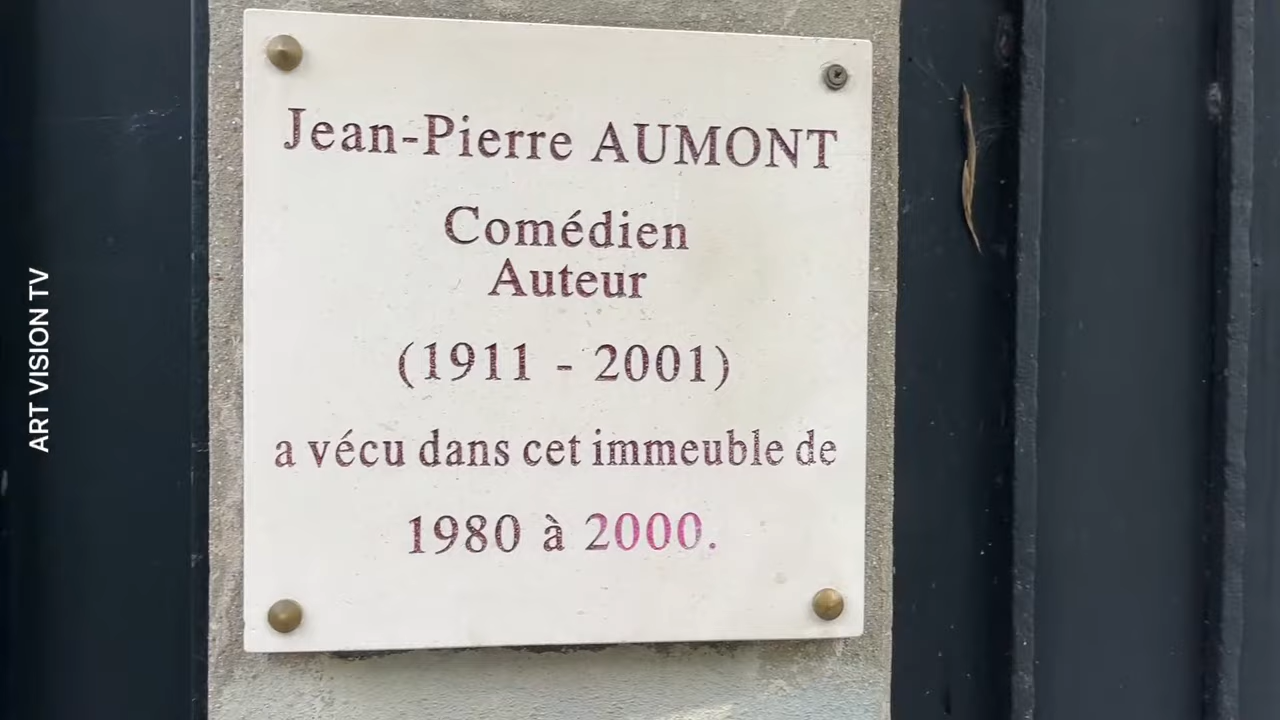 Jean-Pierre AUMONT
Comédien
Auteur
(1911 - 2001)
a vécu dans cet immeuble de
1980 à 2000.
ART VISION TV